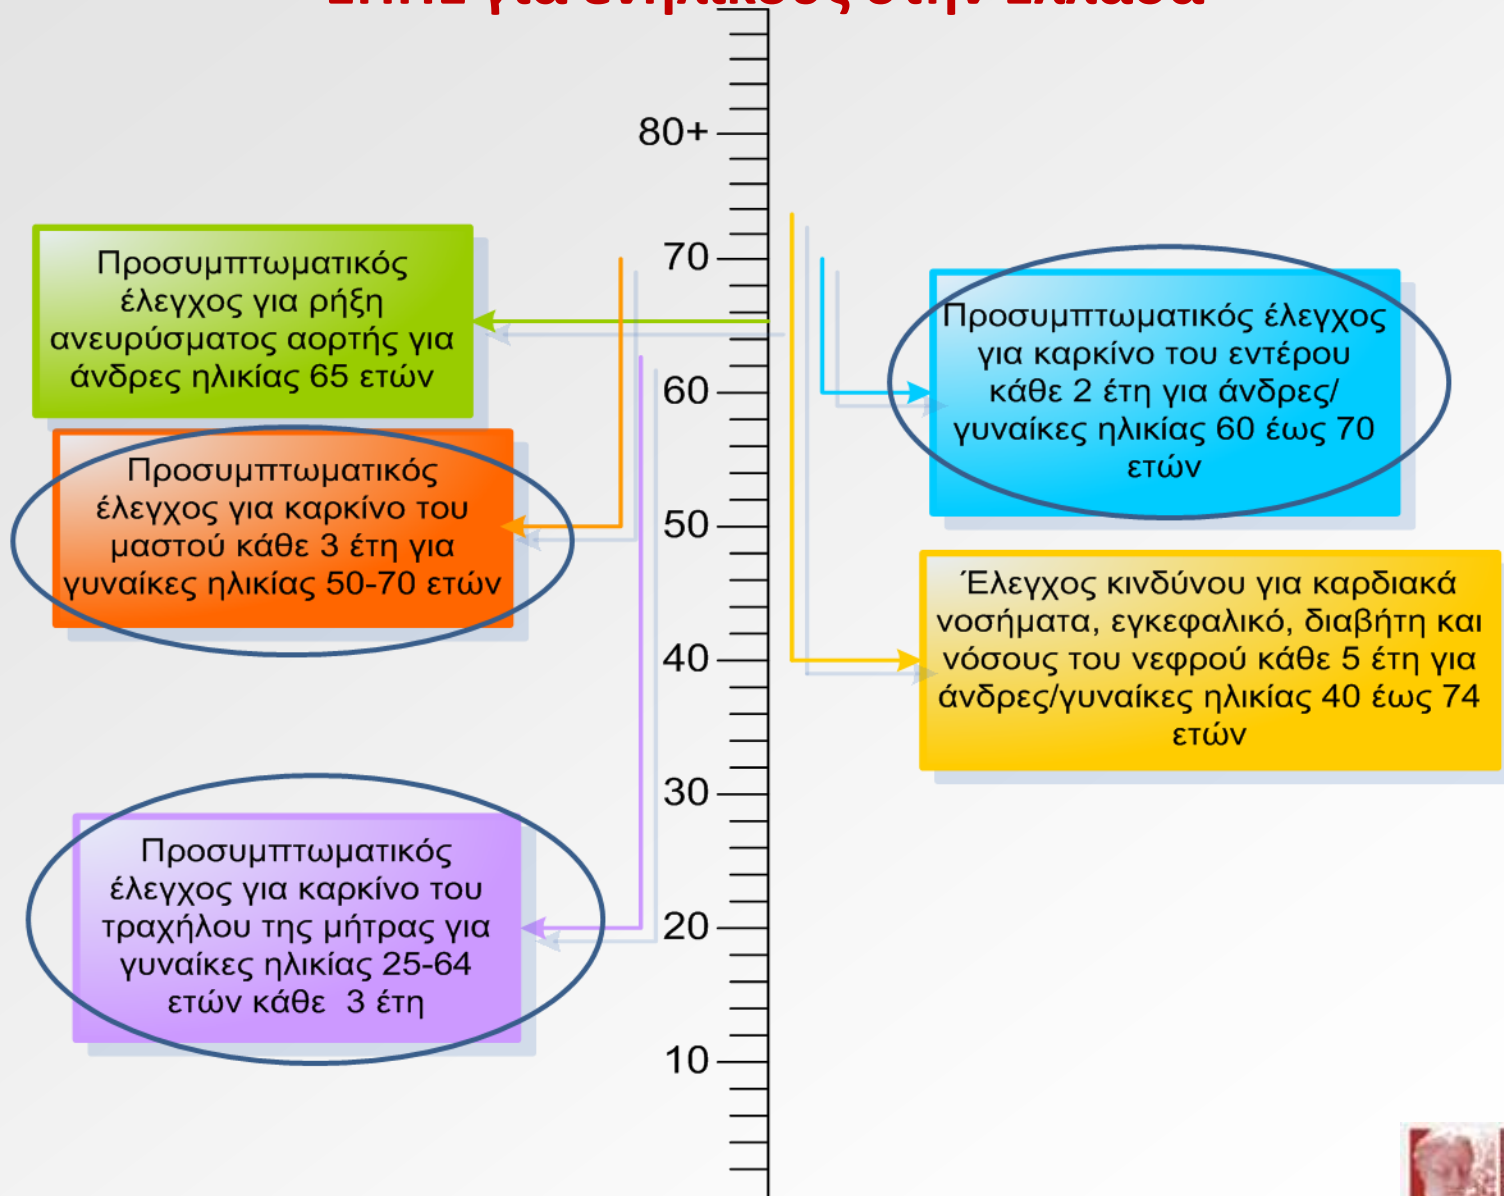 για ενήλικους στην Ελλάδα
80+
70
60
50
40
30
20
10
Προσυμπτωματικός
έλεγχος για ρήξη
ανευρύσματος αορτής για
άνδρες ηλικίας 65 ετών
Προσυμπτωματικός
έλεγχος για καρκίνο του
μαστού κάθε 3 έτη για
γυναίκες ηλικίας 50-70 ετών
Προσυμπτωματικός
έλεγχος για καρκίνο του
τραχήλου της μήτρας για
γυναίκες ηλικίας 25-64
ετών κάθε 3 έτη
Προσυμπτωματικός έλεγχος
για καρκίνο του εντέρου
κάθε 2 έτη για άνδρες/
γυναίκες ηλικίας 60 έως 70
ετών
Έλεγχος κινδύνου για καρδιακά
νοσήματα, εγκεφαλικό, διαβήτη και
νόσους του νεφρού κάθε 5 έτη για
άνδρες/γυναίκες ηλικίας 40 έως 74
ετών